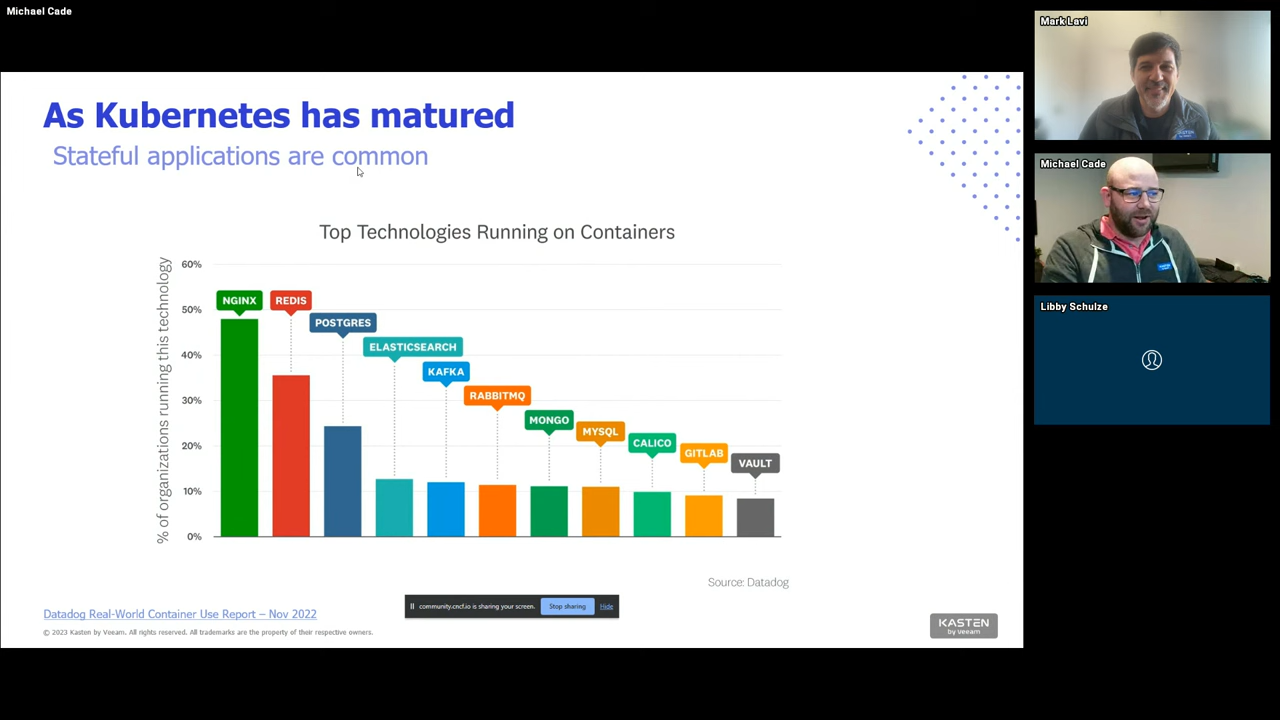 Michael Cade
Mark Lavi
As Kubernetes has matured
Stateful applications are common
Michael Cade
Top Technologies Running on Containers
% of organizations running this technology
60%
50%
40%
30%
20%
10%
0%
NGINX
REDIS
POSTGRES
ELASTICSEARCH
KAFKA
RABBITMQ
MONGO
MYSQL
CALICO
GITLAB
VAULT
Libby Schulze
Source: Datadog
community.cncf.io is sharing your screen.
Stop sharing
Hide
Datadog Real-World Container Use Report – Nov 2022
© 2023 Kasten by Veeam. All rights reserved. All trademarks are the property of their respective owners.
KASTEN
by Veeam